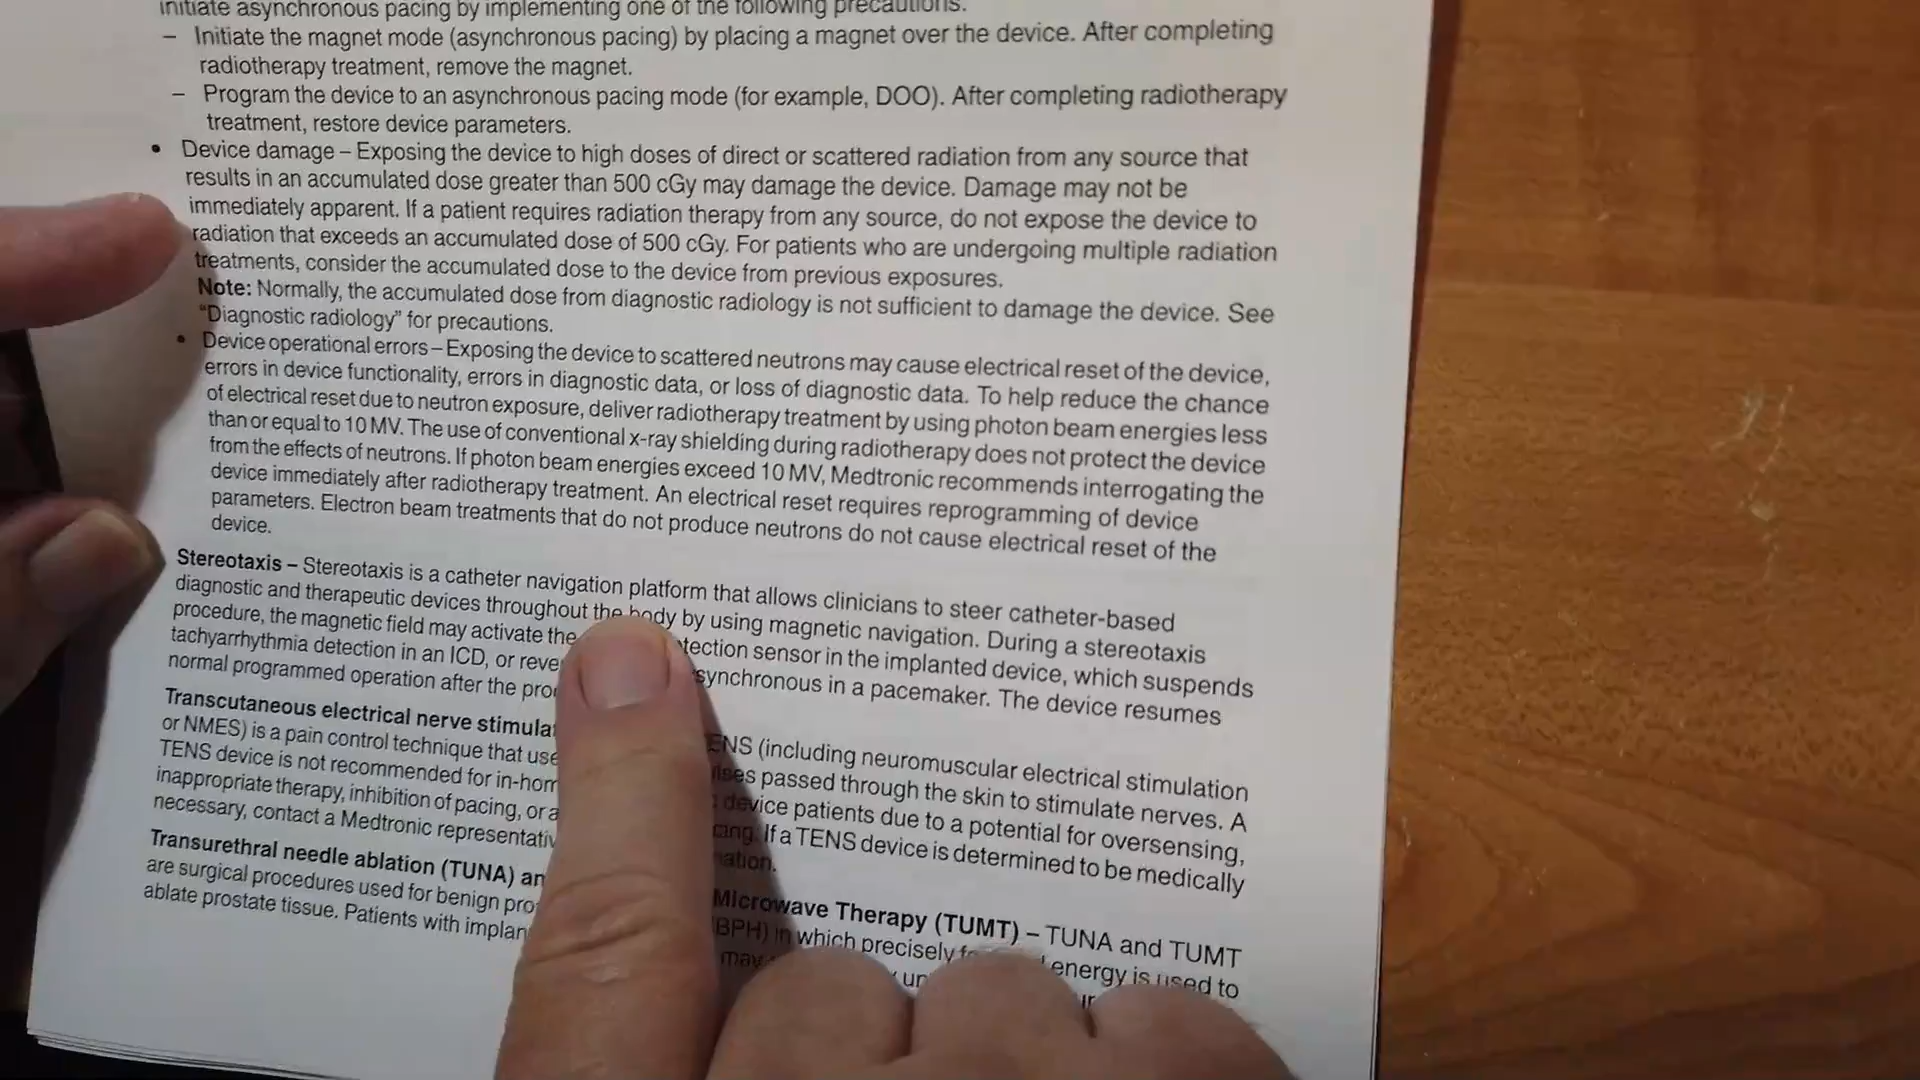 initiate asynchronous pacing by implementing one of the following precautions.
– Initiate the magnet mode (asynchronous pacing) by placing a magnet over the device. After completing
radiotherapy treatment, remove the magnet.
– Program the device to an asynchronous pacing mode (for example, DOO). After completing radiotherapy
treatment, restore device parameters.
• Device damage – Exposing the device to high doses of direct or scattered radiation from any source that
results in an accumulated dose greater than 500 cGy may damage the device. Damage may not be
immediately apparent. If a patient requires radiation therapy from any source, do not expose the device to
radiation that exceeds an accumulated dose of 500 cGy. For patients who are undergoing multiple radiation
treatments, consider the accumulated dose to the device from previous exposures.
Note: Normally, the accumulated dose from diagnostic radiology is not sufficient to damage the device. See
“Diagnostic radiology” for precautions.
• Device operational errors – Exposing the device to scattered neutrons may cause electrical reset of the device,
errors in device functionality, errors in diagnostic data, or loss of diagnostic data. To help reduce the chance
of electrical reset due to neutron exposure, deliver radiotherapy treatment by using photon beam energies less
than or equal to 10 MV. The use of conventional x-ray shielding during radiotherapy does not protect the device
from the effects of neutrons. If photon beam energies exceed 10 MV, Medtronic recommends interrogating the
device immediately after radiotherapy treatment. An electrical reset requires reprogramming of device
parameters. Electron beam treatments that do not produce neutrons do not cause electrical reset of the
device.
Stereotaxis – Stereotaxis is a catheter navigation platform that allows clinicians to steer catheter-based
diagnostic and therapeutic devices throughout the body by using magnetic navigation. During a stereotaxis
procedure, the magnetic field may activate the tection sensor in the implanted device, which suspends
tachyarrhythmia detection in an ICD, or reve synchronous in a pacemaker. The device resumes
normal programmed operation after the pro
Transcutaneous electrical nerve stimula ENS (including neuromuscular electrical stimulation
or NMES) is a pain control technique that use ses passed through the skin to stimulate nerves. A
TENS device is not recommended for in-hom device patients due to a potential for oversensing,
inappropriate therapy, inhibition of pacing, or a cing. If a TENS device is determined to be medically
necessary, contact a Medtronic representativ mation.
Transurethral needle ablation (TUNA) an Microwave Therapy (TUMT) – TUNA and TUMT
are surgical procedures used for benign pro (BPH) in which precisely energy is used to
ablate prostate tissue. Patients with implan may